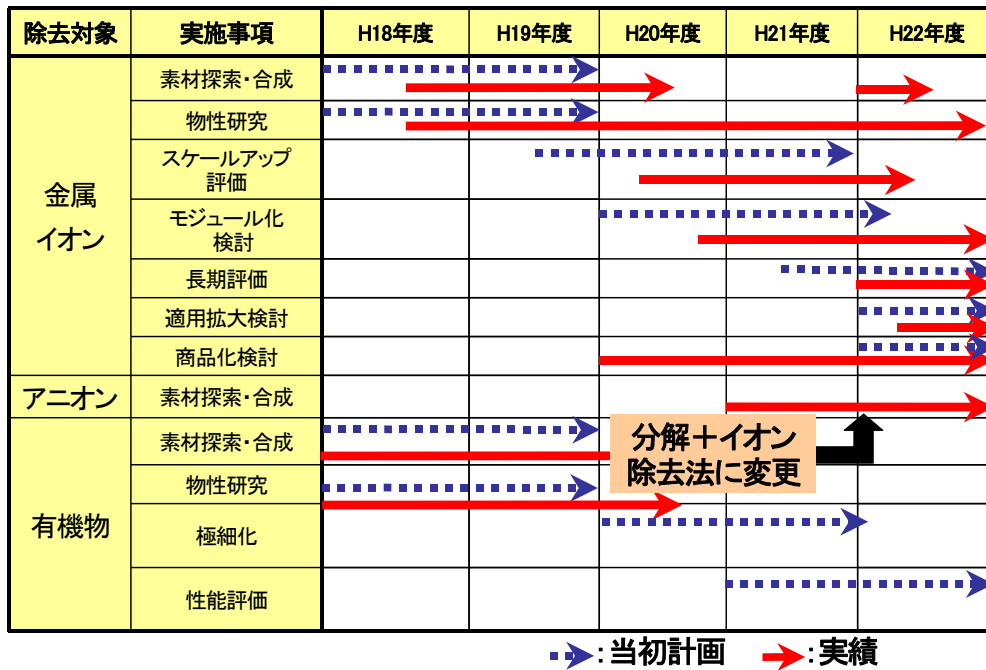 除去対象 実施事項 H18年度 H19年度 H20年度 H21年度 H22年度
金属
イオン
素材探索・合成
物性研究
スケールアップ
評価
モジュール化
検討
長期評価
適用拡大検討
商品化検討
アニオン 素材探索・合成
有機物
素材探索・合成
分解＋イオン
除去法に変更
物性研究
極細化
性能評価
:当初計画 :実績